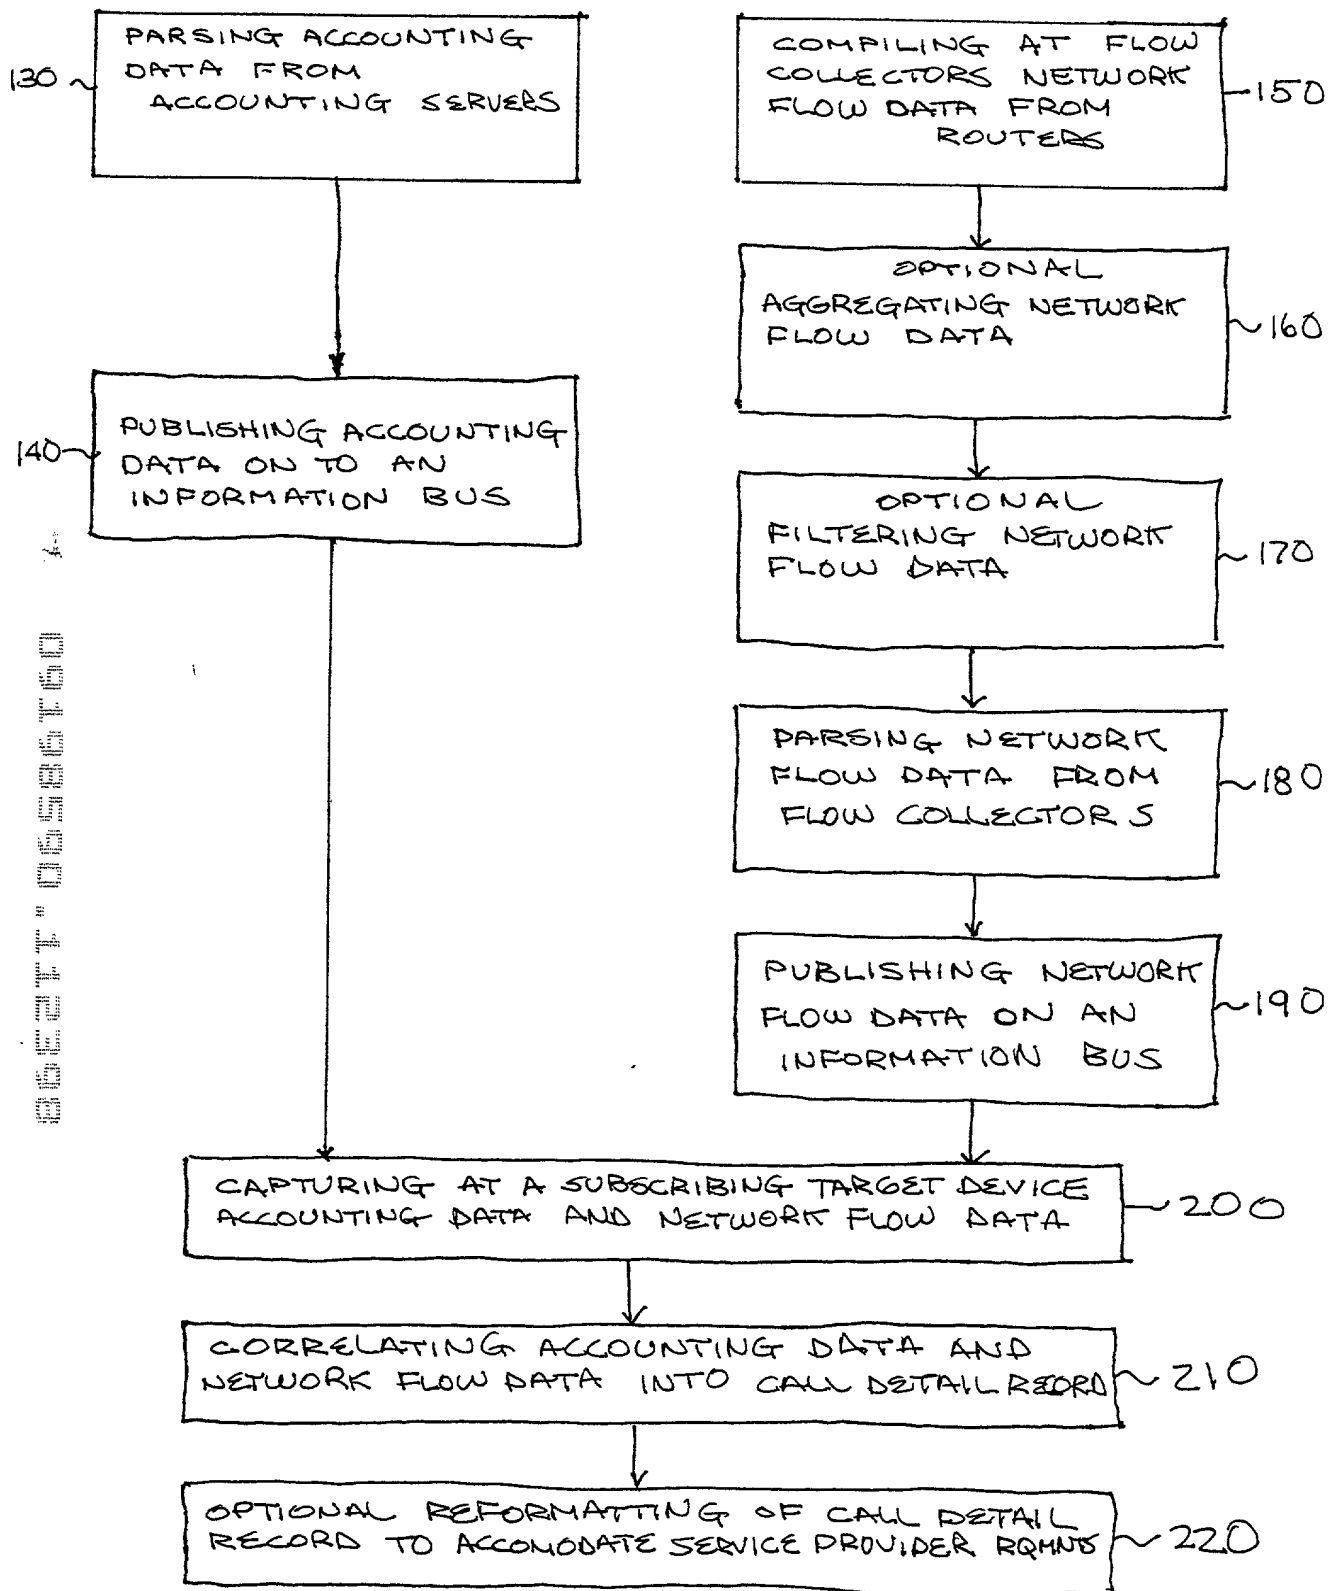 130
PARSING ACCOUNTING
DATA FROM
ACCOUNTING SERVERS
140
PUBLISHING ACCOUNTING
DATA ON TO AN
INFORMATION BUS
COMPILING AT FLOW
COLLECTORS NETWORK
FLOW DATA FROM
ROUTERS
150
OPTIONAL
AGGREGATING NETWORK
FLOW DATA
160
OPTIONAL
FILTERING NETWORK
FLOW DATA
170
PARSING NETWORK
FLOW DATA FROM
FLOW COLLECTORS
180
PUBLISHING NETWORK
FLOW DATA ON AN
INFORMATION BUS
190
CAPTURING AT A SUBSCRIBING TARGET DEVICE
ACCOUNTING DATA AND NETWORK FLOW DATA
200
CORRELATING ACCOUNTING DATA AND
NETWORK FLOW DATA INTO CALL DETAIL RECORD
210
OPTIONAL REFORMATTING OF CALL DETAIL
RECORD TO ACCOMODATE SERVICE PROVIDER RQMNTS
220